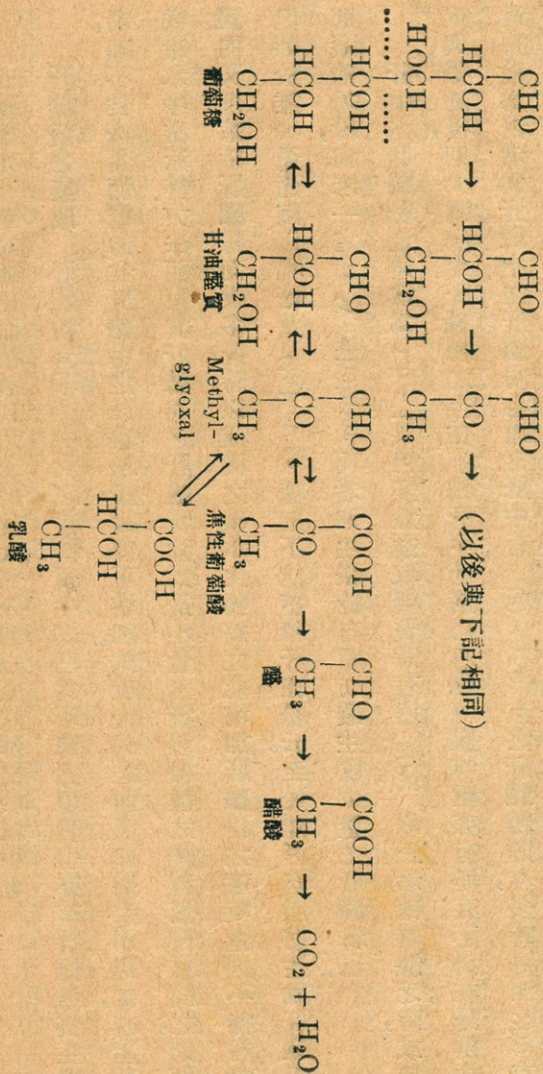 CHO CHO CHO
HCOH → HCOH → CO → (以後與下記相同)
HOCH CH₂OH CH₃
...... ......
HCOH CHO CHO COOH CHO COOH
HCOH ⇄ HCOH ⇄ CO ⇄ CO → CH₃ → CH₃ → CO₂ + H₂O
醛 醋酸
CH₂OH CH₂OH CH₃ CH₃
葡萄糖 甘油醛質 Methyl- 焦性葡萄酸
glyoxal ⇄
COOH
HCOH
CH₃
乳酸